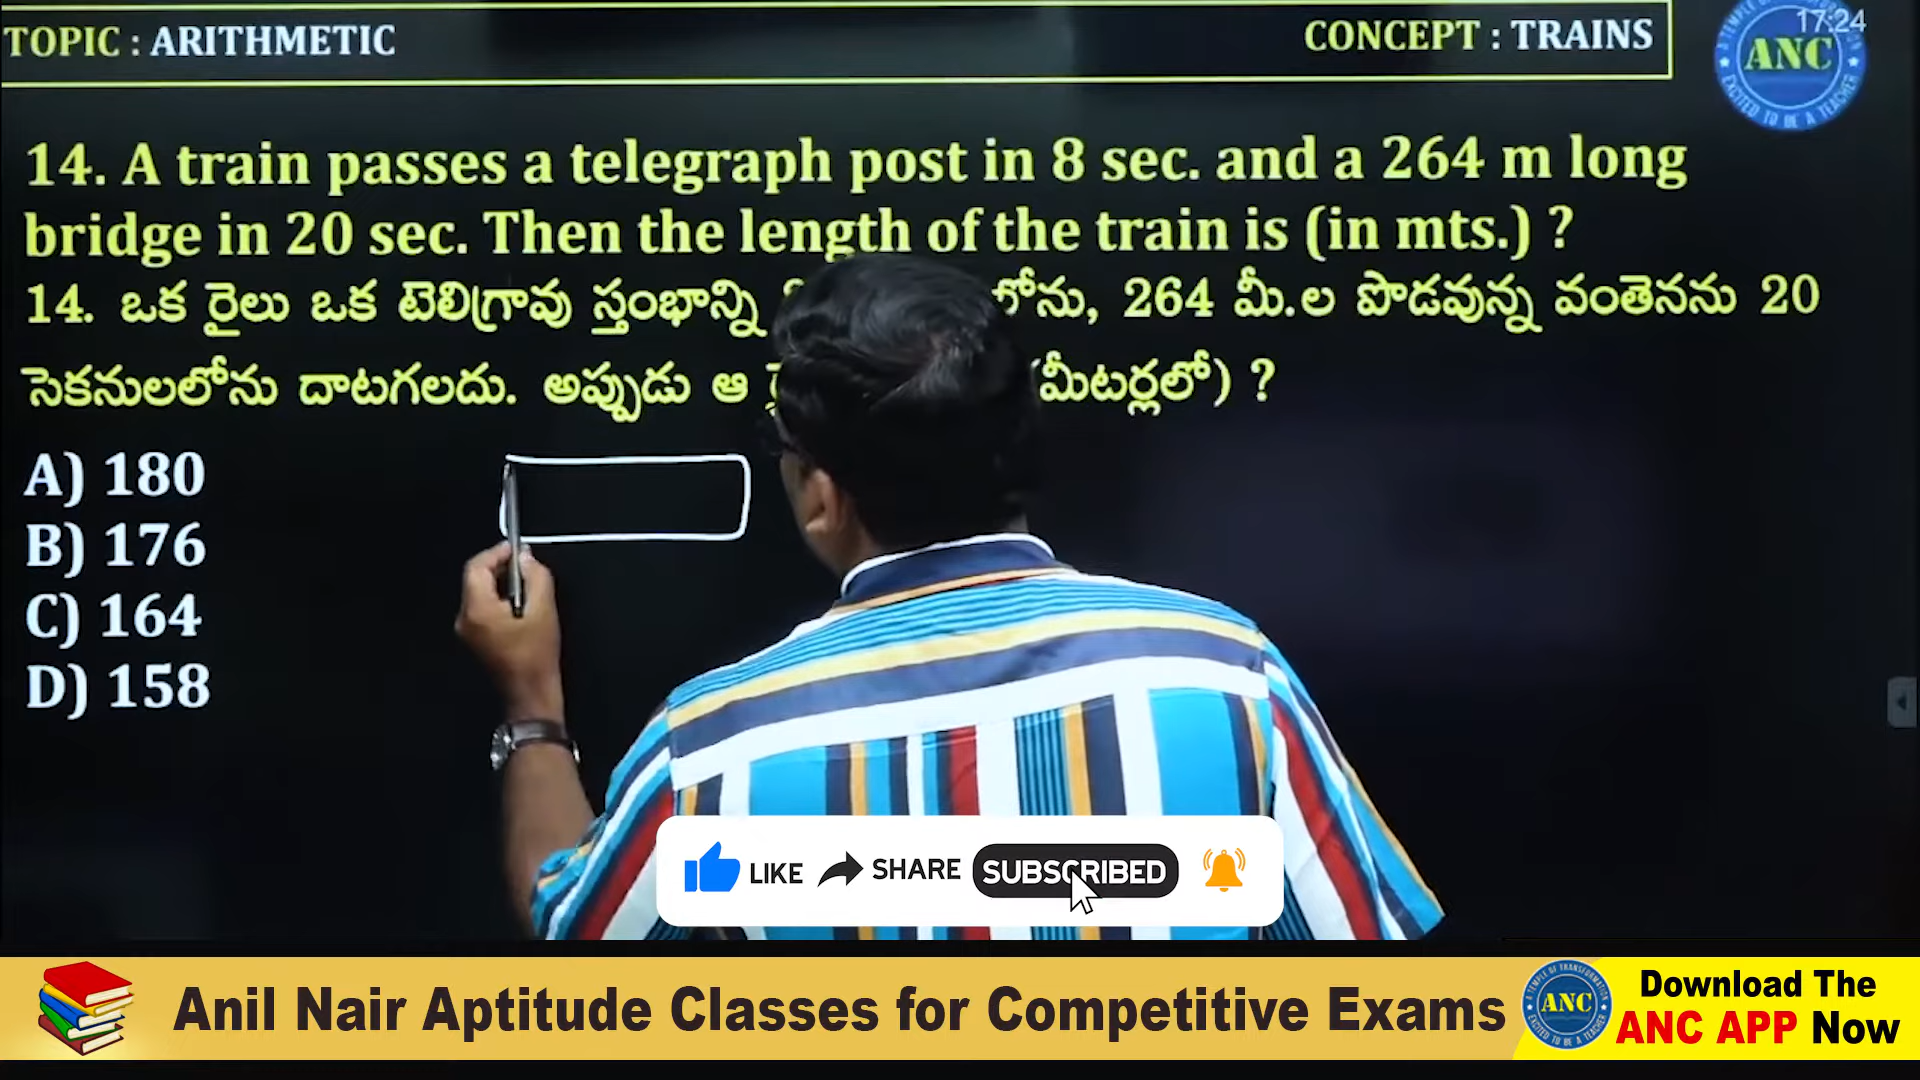 TOPIC : ARITHMETIC
CONCEPT : TRAINS
17:24
ANC
14. A train passes a telegraph post in 8 sec. and a 264 m long
bridge in 20 sec. Then the length of the train is (in mts.) ?
14. ఒక రైలు ఒక టెలిగ్రావు స్తంభాన్ని 264 మీ.ల పొడవున్న వంతెనను 20
సెకనులలోను దాటగలదు. అప్పుడు ఆ (మీటర్లలో) ?
A) 180
B) 176
C) 164
D) 158
LIKE SHARE SUBSCRIBED
Anil Nair Aptitude Classes for Competitive Exams
ANC
Download The
ANC APP Now